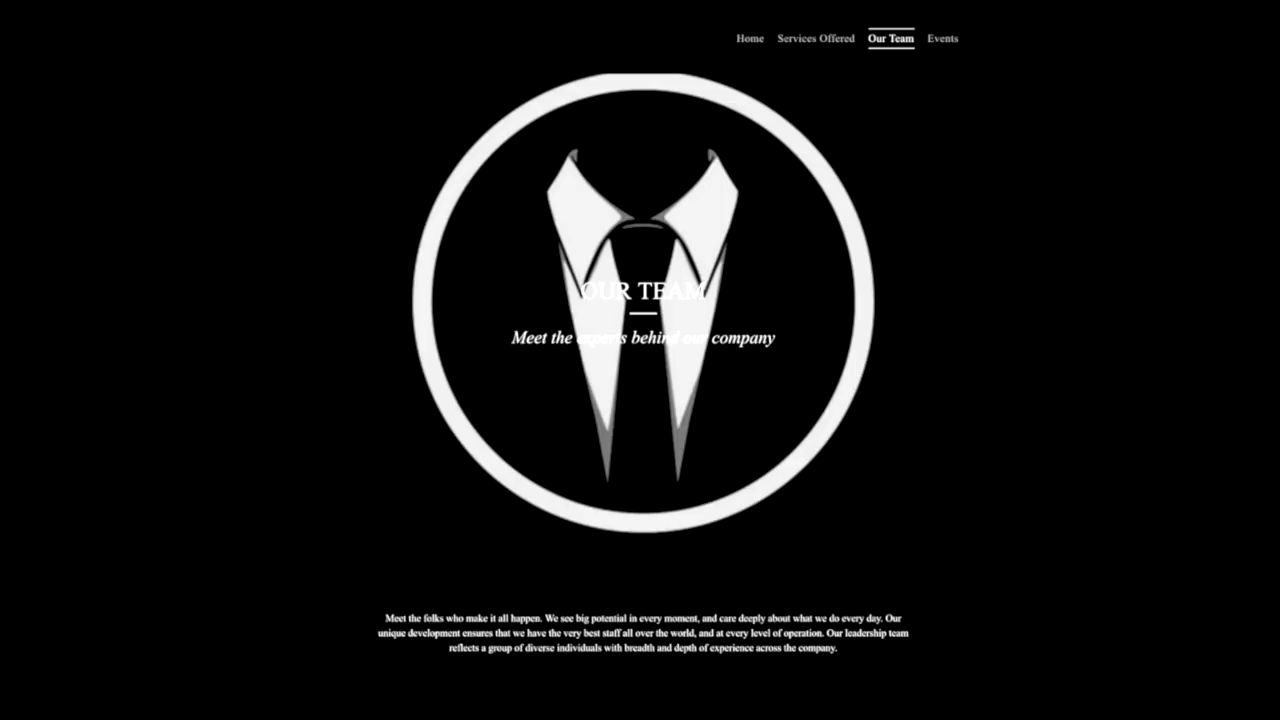 Home Services Offered Our Team Events
OUR TEAM
Meet the experts behind our company
Meet the folks who make it all happen. We see big potential in every moment, and care deeply about what we do every day. Our
unique development ensures that we have the very best staff all over the world, and at every level of operation. Our leadership team
reflects a group of diverse individuals with breadth and depth of experience across the company.